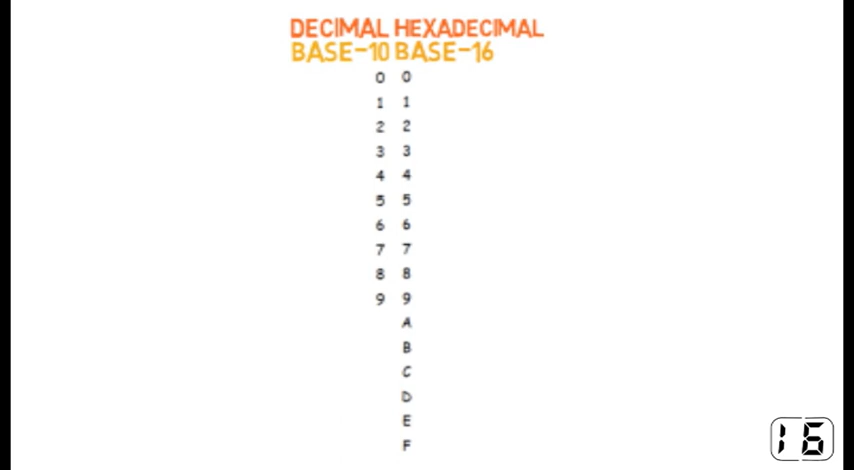 DECIMAL HEXADECIMAL
BASE-10 BASE-16
0 0
1 1
2 2
3 3
4 4
5 5
6 6
7 7
8 8
9 9
A
B
C
D
E
F
16